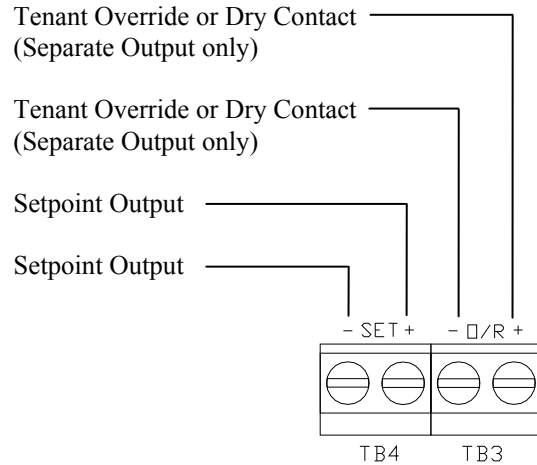 Tenant Override or Dry Contact
(Separate Output only)
Tenant Override or Dry Contact
(Separate Output only)
Setpoint Output
Setpoint Output
- SET + - O/R +
TB4 TB3